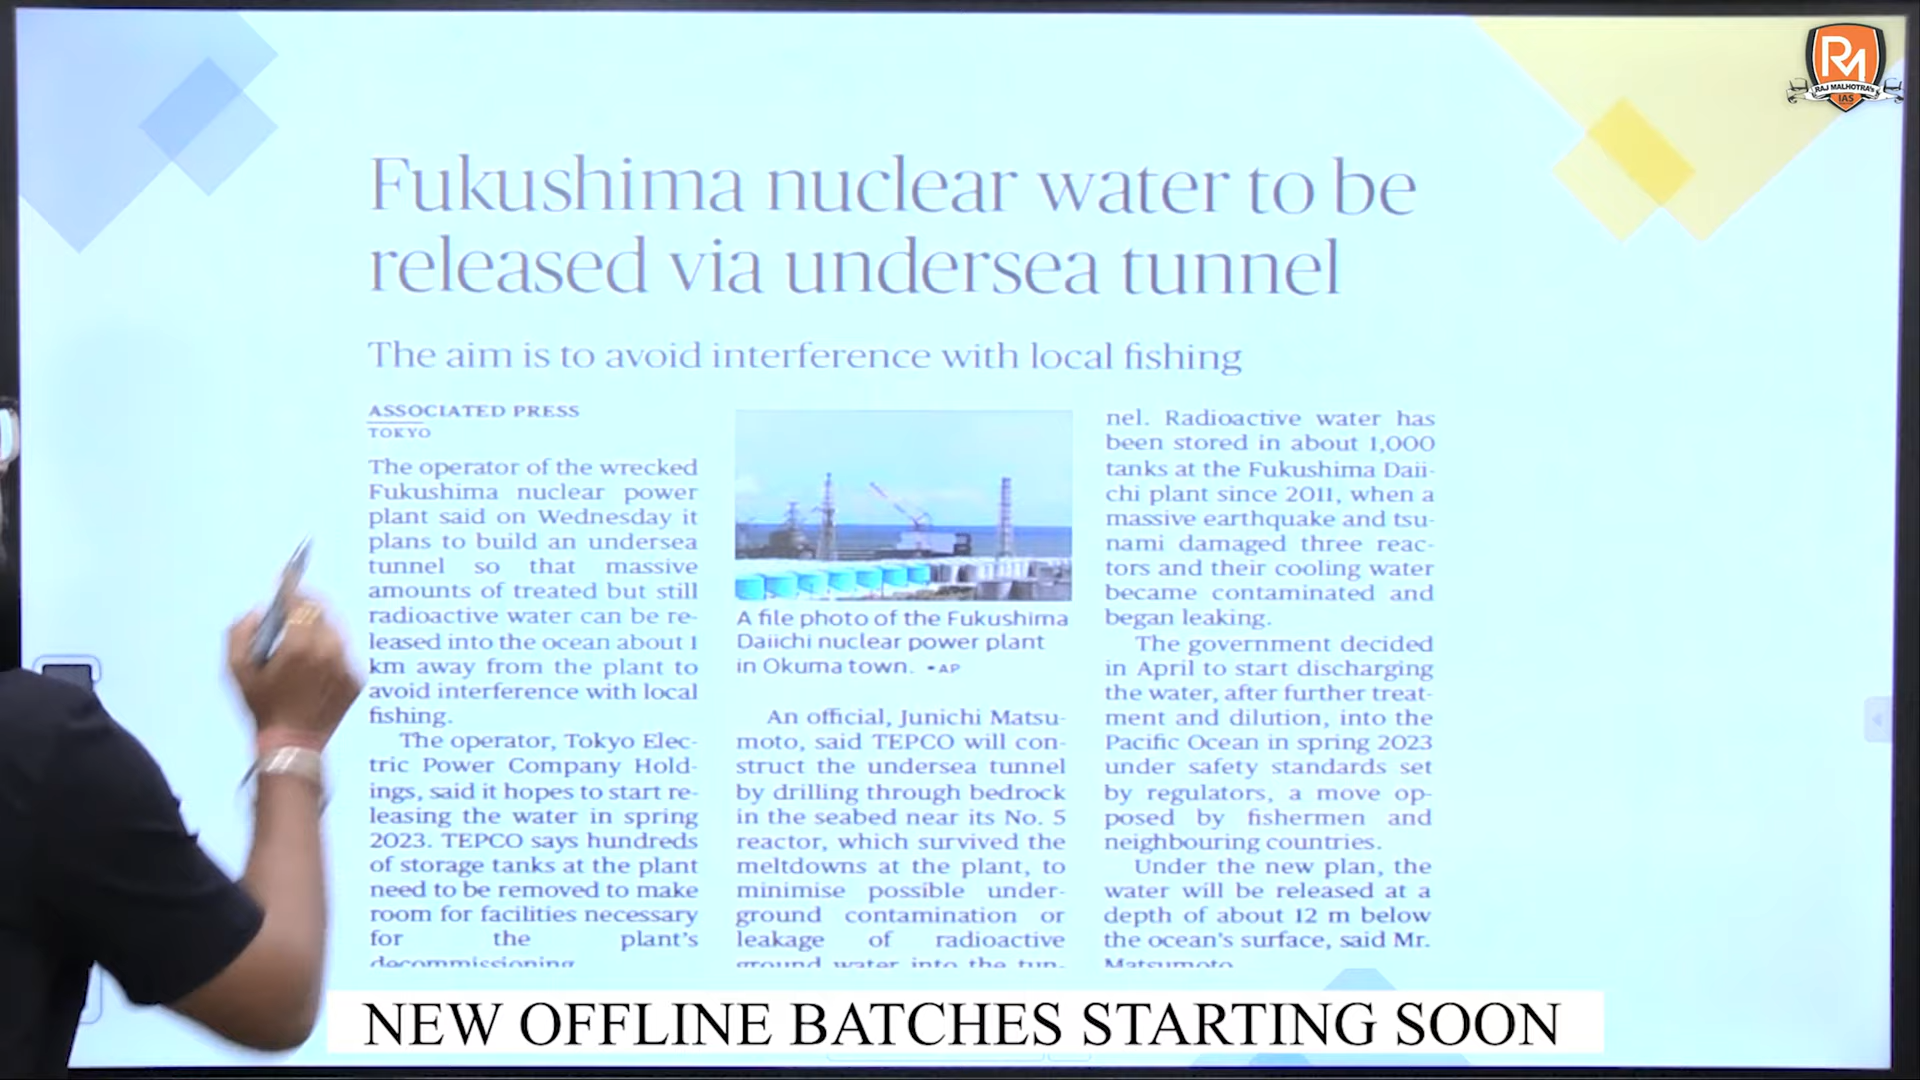 RM
RAJ MALHOTRA's
IAS
Fukushima nuclear water to be
released via undersea tunnel
The aim is to avoid interference with local fishing
ASSOCIATED PRESS
TOKYO
The operator of the wrecked
Fukushima nuclear power
plant said on Wednesday it
plans to build an undersea
tunnel so that massive
amounts of treated but still
radioactive water can be re-
leased into the ocean about 1
km away from the plant to
avoid interference with local
fishing.
The operator, Tokyo Elec-
tric Power Company Hold-
ings, said it hopes to start re-
leasing the water in spring
2023. TEPCO says hundreds
of storage tanks at the plant
need to be removed to make
room for facilities necessary
for the plant's
decommissioning
A file photo of the Fukushima
Daiichi nuclear power plant
in Okuma town. •AP
An official, Junichi Matsu-
moto, said TEPCO will con-
struct the undersea tunnel
by drilling through bedrock
in the seabed near its No. 5
reactor, which survived the
meltdowns at the plant, to
minimise possible under-
ground contamination or
leakage of radioactive
ground water into the tun-
nel. Radioactive water has
been stored in about 1,000
tanks at the Fukushima Daii-
chi plant since 2011, when a
massive earthquake and tsu-
nami damaged three reac-
tors and their cooling water
became contaminated and
began leaking.
The government decided
in April to start discharging
the water, after further treat-
ment and dilution, into the
Pacific Ocean in spring 2023
under safety standards set
by regulators, a move op-
posed by fishermen and
neighbouring countries.
Under the new plan, the
water will be released at a
depth of about 12 m below
the ocean's surface, said Mr.
Matsumoto
NEW OFFLINE BATCHES STARTING SOON